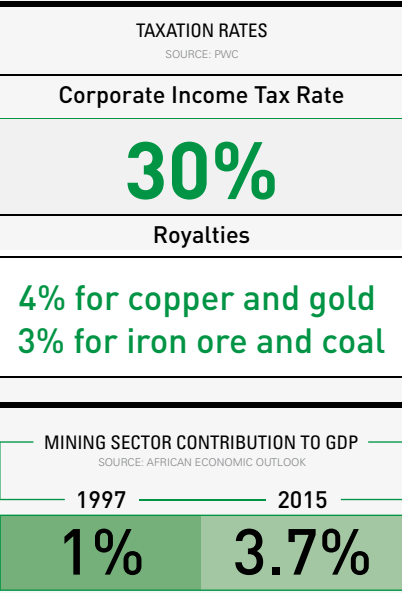 TAXATION RATES
SOURCE: PWC
Corporate Income Tax Rate
30%
Royalties
4% for copper and gold
3% for iron ore and coal
MINING SECTOR CONTRIBUTION TO GDP
SOURCE: AFRICAN ECONOMIC OUTLOOK
1997 2015
1% 3.7%